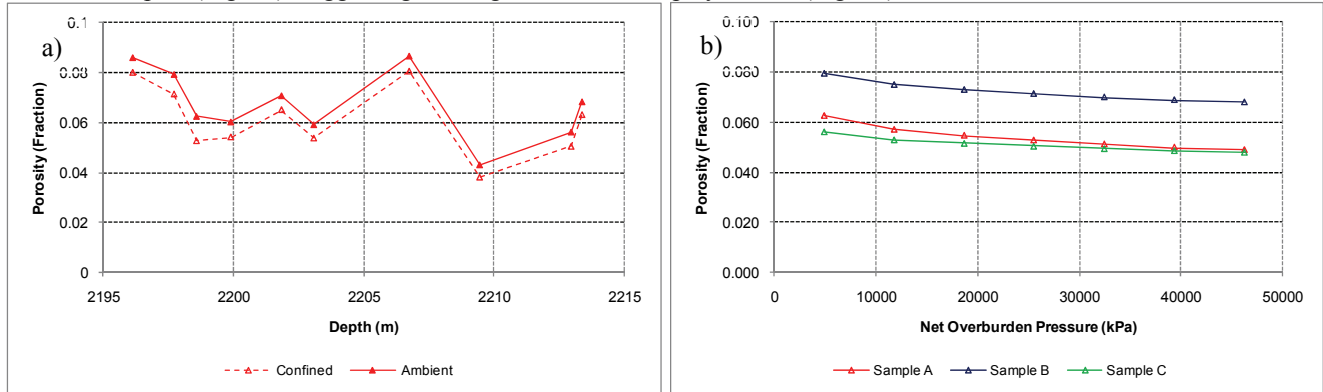 a)
0.1
0.08
0.06
0.04
0.02
0
Porosity (Fraction)
2195 2200 2205 2210 2215
Depth (m)
Confined Ambient
b)
0.100
0.080
0.060
0.040
0.020
0.000
Porosity (Fraction)
0 10000 20000 30000 40000 50000
Net Overburden Pressure (kPa)
Sample A Sample B Sample C